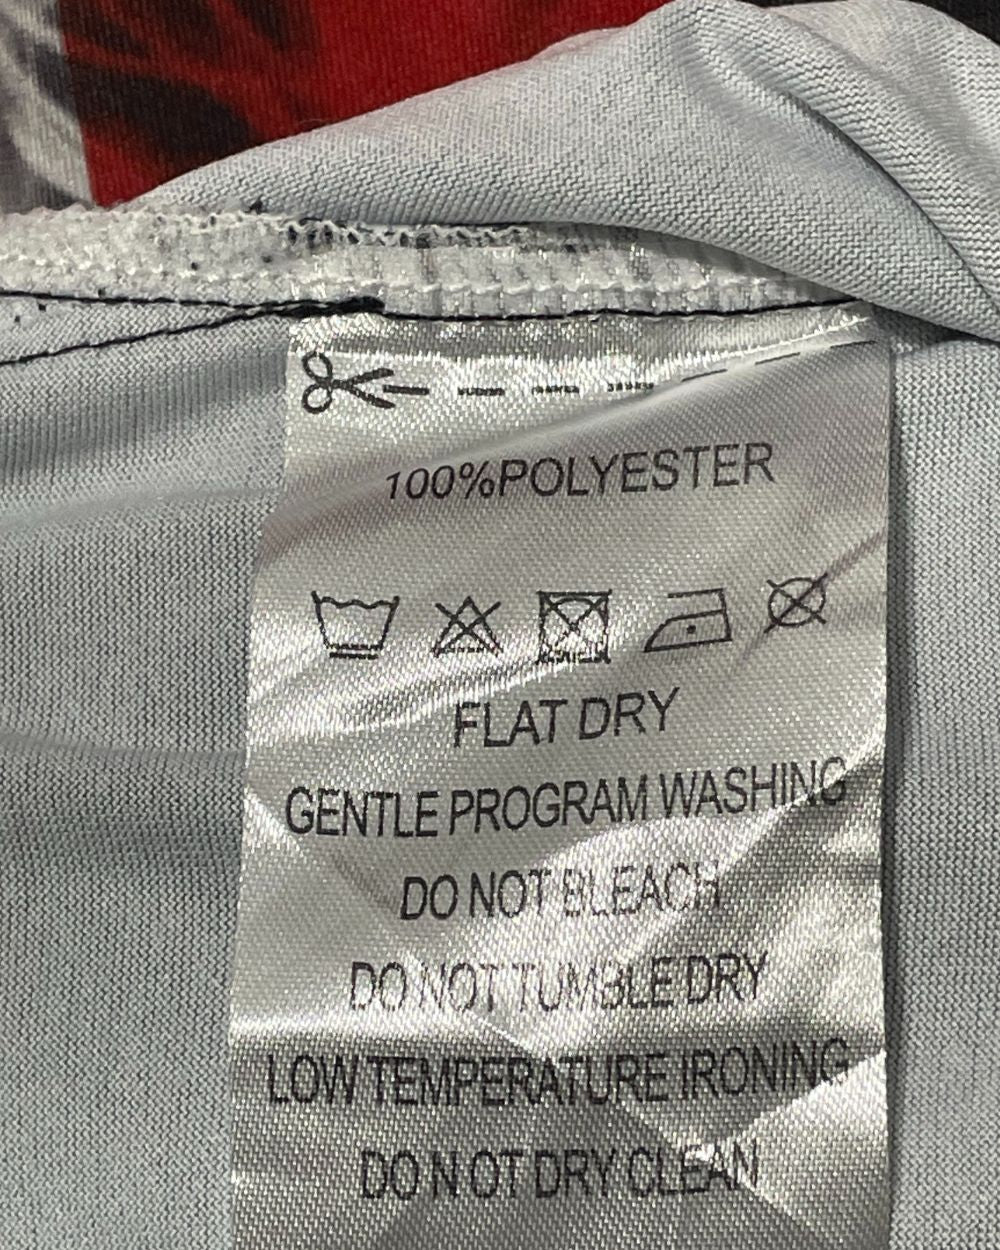 100%POLYESTER
FLAT DRY
GENTLE PROGRAM WASHING
DO NOT BLEACH
DO NOT TUMBLE DRY
LOW TEMPERATURE IRONING
DO NOT DRY CLEAN